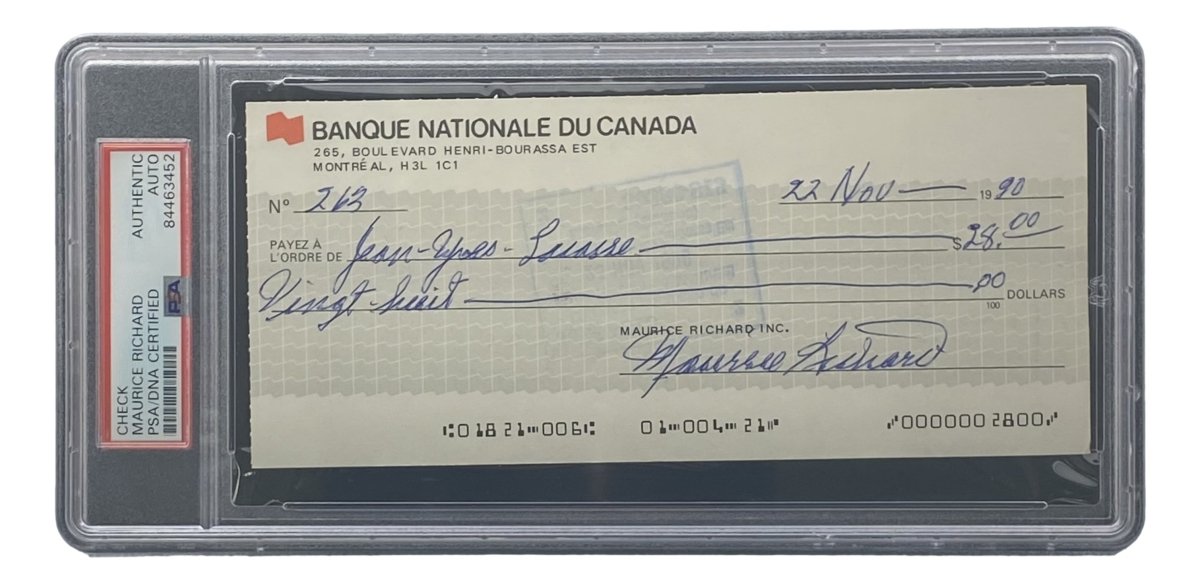 CHECK
MAURICE RICHARD
PSA/DNA CERTIFIED
AUTHENTIC
AUTO
84463452
PSA
BANQUE NATIONALE DU CANADA
265, BOULEVARD HENRI-BOURASSA EST
MONTRÉAL, H3L 1C1
Nº 263
22 Nov 19 90
PAYEZ À
L'ORDRE DE Jean-Yves $28.00
Vingt-huit 00/100 DOLLARS
MAURICE RICHARD INC.
Maurice Richard
⑆01821⑉006⑆ 01⑉004⑉21⑈ ⑇0000002800⑇